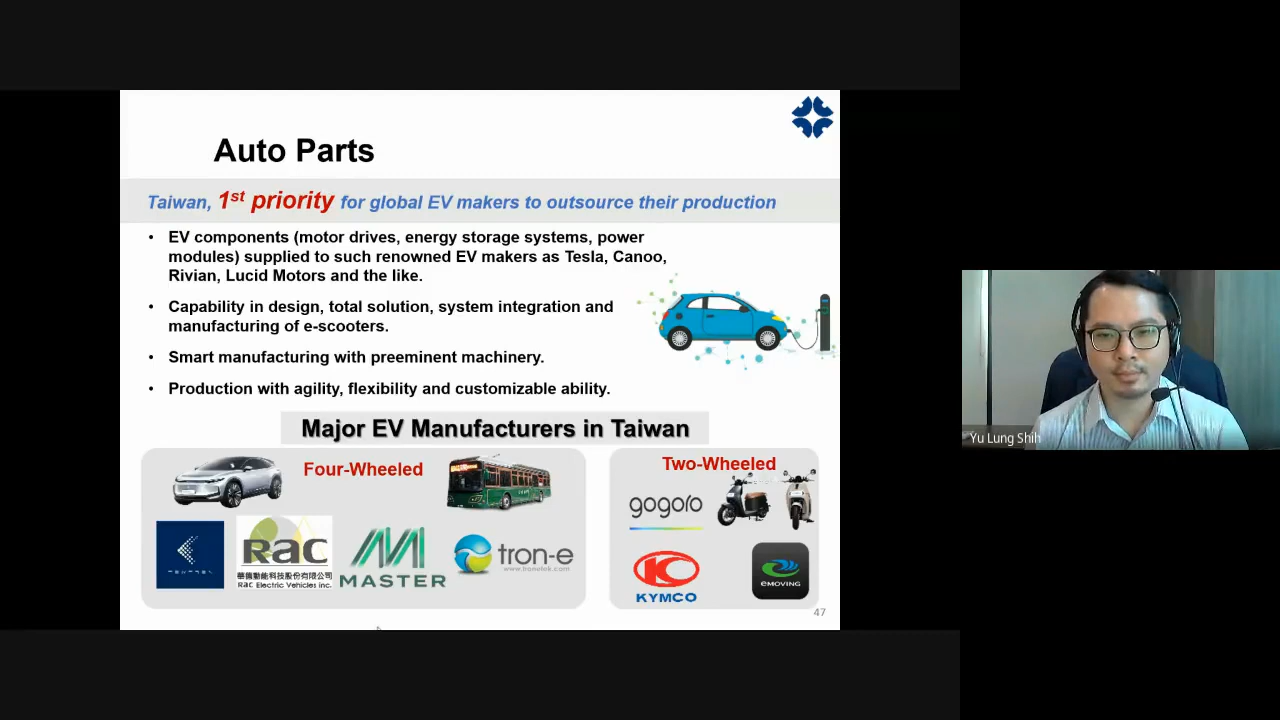 Auto Parts
Taiwan, 1st priority for global EV makers to outsource their production
• EV components (motor drives, energy storage systems, power
modules) supplied to such renowned EV makers as Tesla, Canoo,
Rivian, Lucid Motors and the like.
• Capability in design, total solution, system integration and
manufacturing of e-scooters.
• Smart manufacturing with preeminent machinery.
• Production with agility, flexibility and customizable ability.
Major EV Manufacturers in Taiwan
Four-Wheeled
Rac
華德動能科技股份有限公司
Rac Electric Vehicles Inc.
MASTER
tron-e
Two-Wheeled
gogoro
KYMCO
eMOVING
47
Yu Lung Shih